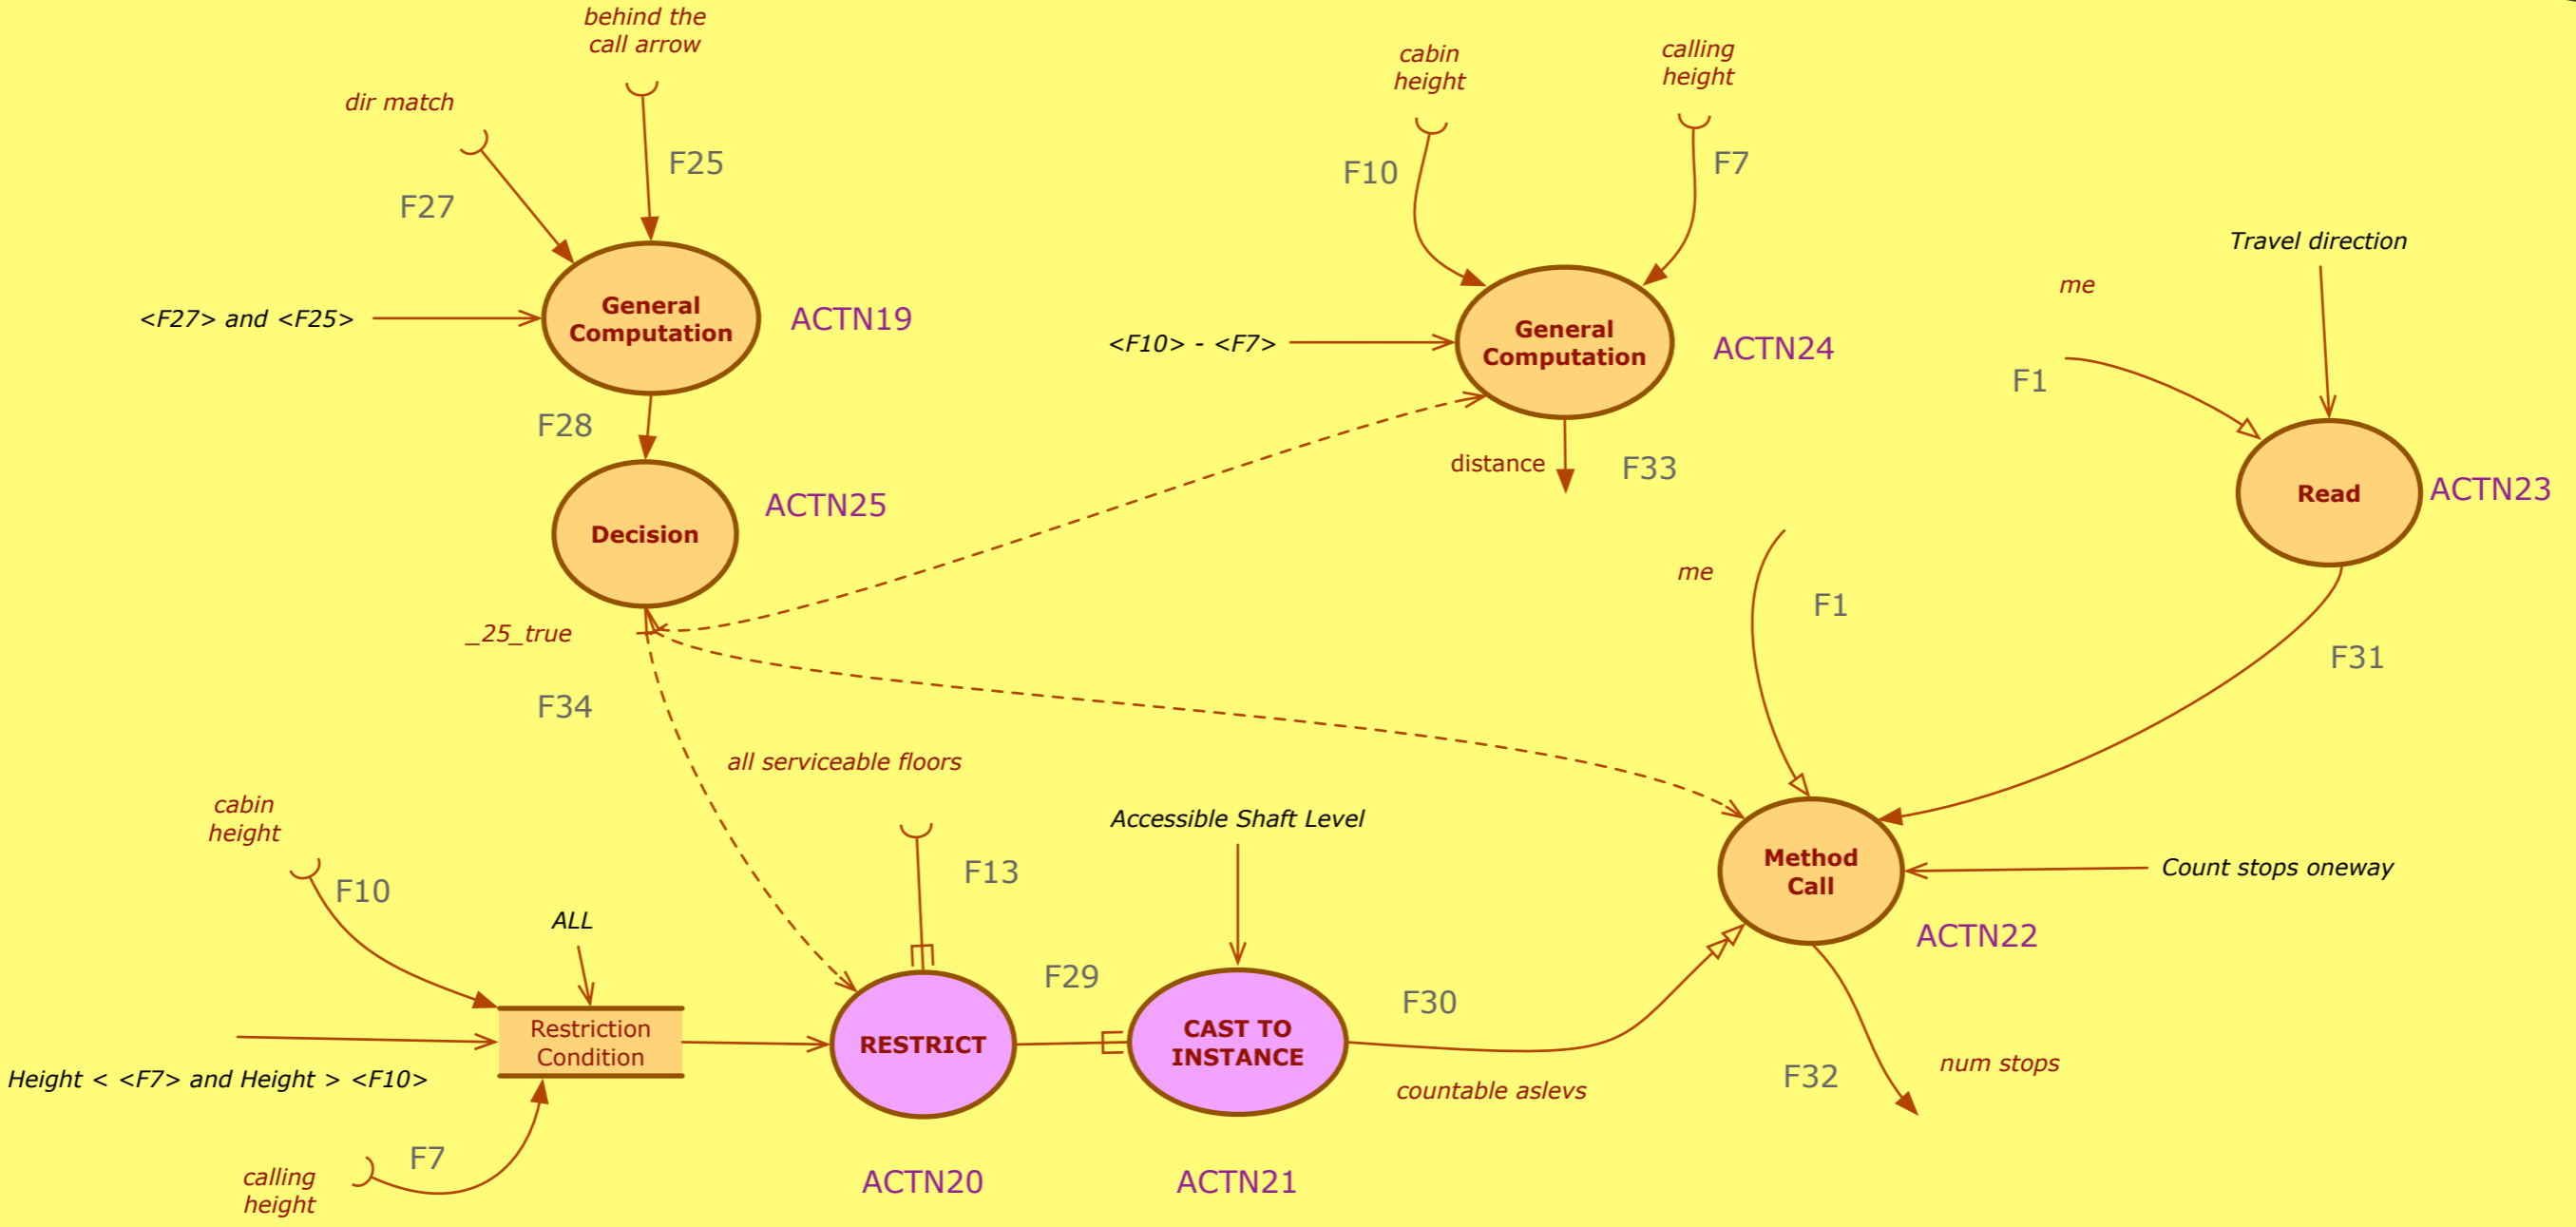 behind the
call arrow
dir match
F25
F27
<F27> and <F25>
General
Computation
ACTN19
F28
Decision
ACTN25
_25_true
F34
cabin
height
calling
height
F10
F7
<F10> - <F7>
General
Computation
ACTN24
distance
F33
Travel direction
me
F1
Read
ACTN23
me
F1
F31
all serviceable floors
cabin
height
F10
ALL
F13
Accessible Shaft Level
Method
Call
Count stops oneway
ACTN22
Restriction
Condition
Height < <F7> and Height > <F10>
RESTRICT
F29
CAST TO
INSTANCE
F30
countable aslevs
F32
num stops
F7
calling
height
ACTN20
ACTN21